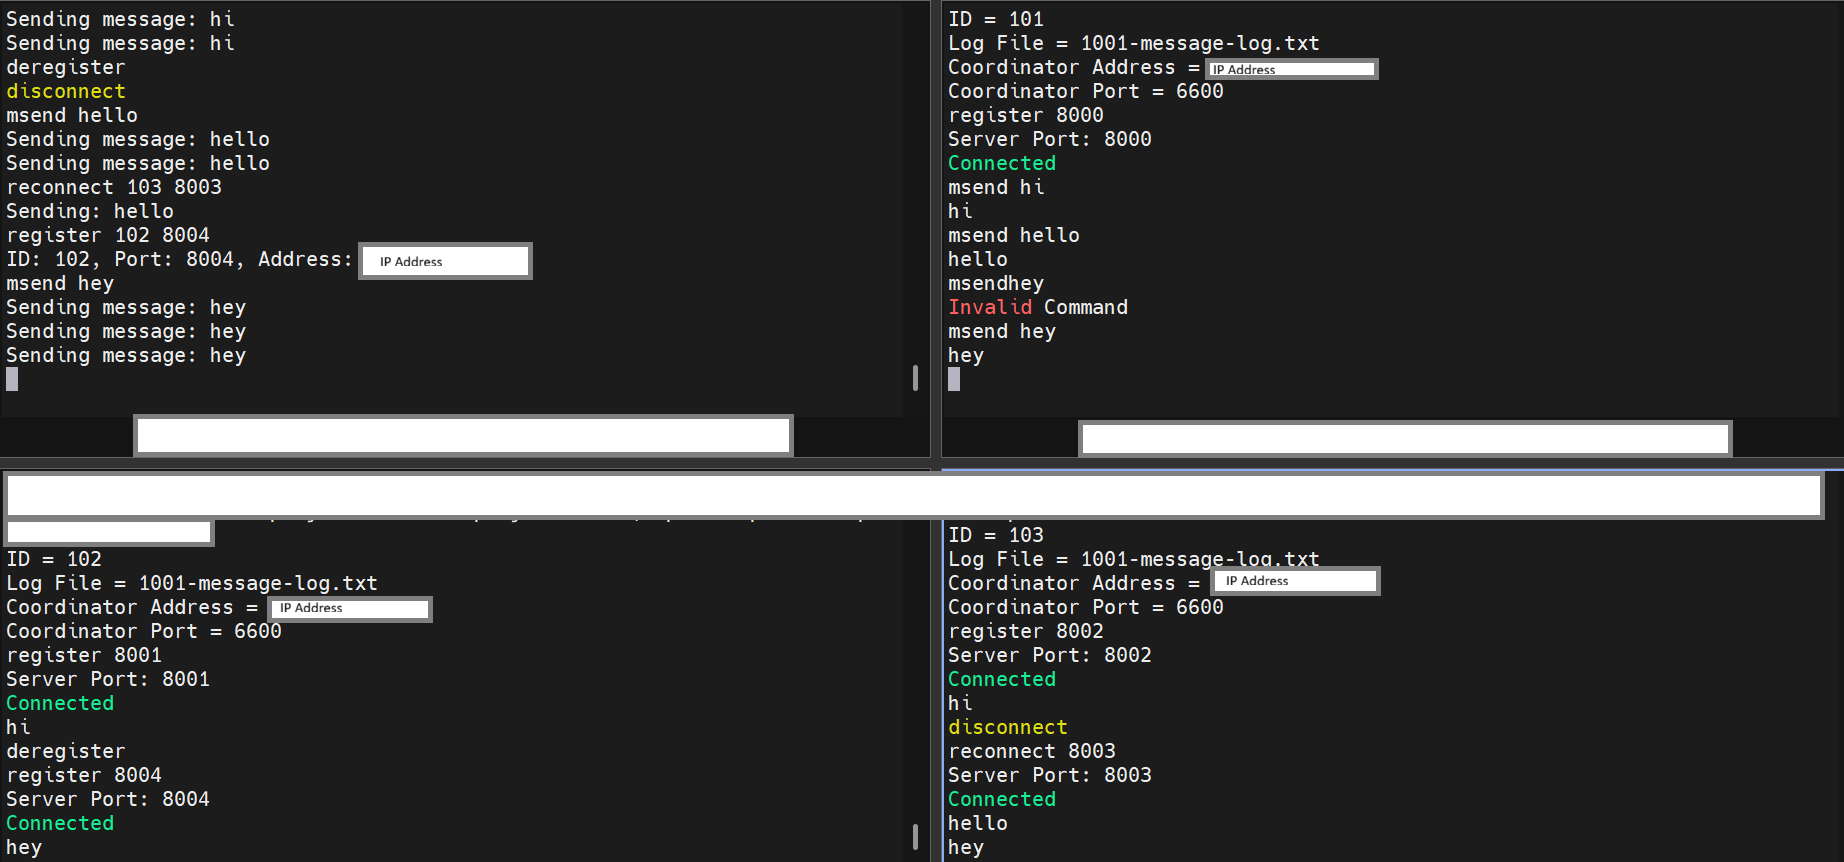 Sending message: hi
Sending message: hi
deregister
disconnect
msend hello
Sending message: hello
Sending message: hello
reconnect 103 8003
Sending: hello
register 102 8004
ID: 102, Port: 8004, Address: IP Address
msend hey
Sending message: hey
Sending message: hey
Sending message: hey
ID = 101
Log File = 1001-message-log.txt
Coordinator Address = IP Address
Coordinator Port = 6600
register 8000
Server Port: 8000
Connected
msend hi
hi
msend hello
hello
msendhey
Invalid Command
msend hey
hey
ID = 102
Log File = 1001-message-log.txt
Coordinator Address = IP Address
Coordinator Port = 6600
register 8001
Server Port: 8001
Connected
hi
deregister
register 8004
Server Port: 8004
Connected
hey
ID = 103
Log File = 1001-message-log.txt
Coordinator Address = IP Address
Coordinator Port = 6600
register 8002
Server Port: 8002
Connected
hi
disconnect
reconnect 8003
Server Port: 8003
Connected
hello
hey